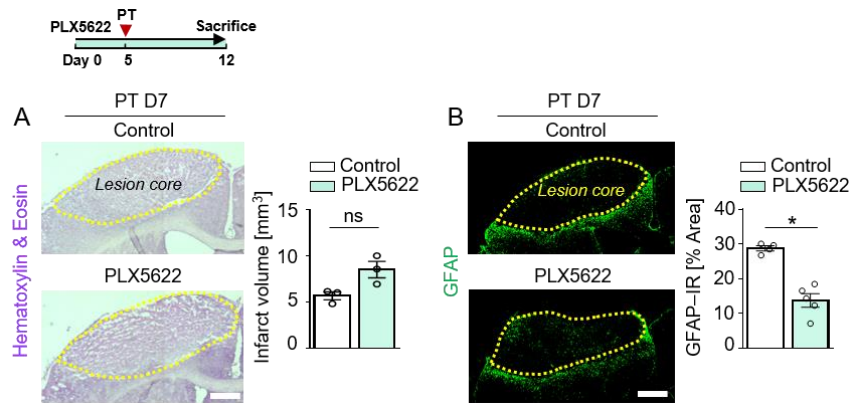 PT
PLX5622 Sacrifice
Day 0 5 12
A
PT D7
Control
Lesion core
PLX5622
Hematoxylin & Eosin
Control
PLX5622
ns
Infarct volume [mm³]
15
10
5
0
B
PT D7
Control
Lesion core
PLX5622
GFAP
Control
PLX5622
*
GFAP–IR [% Area]
40
30
20
10
0